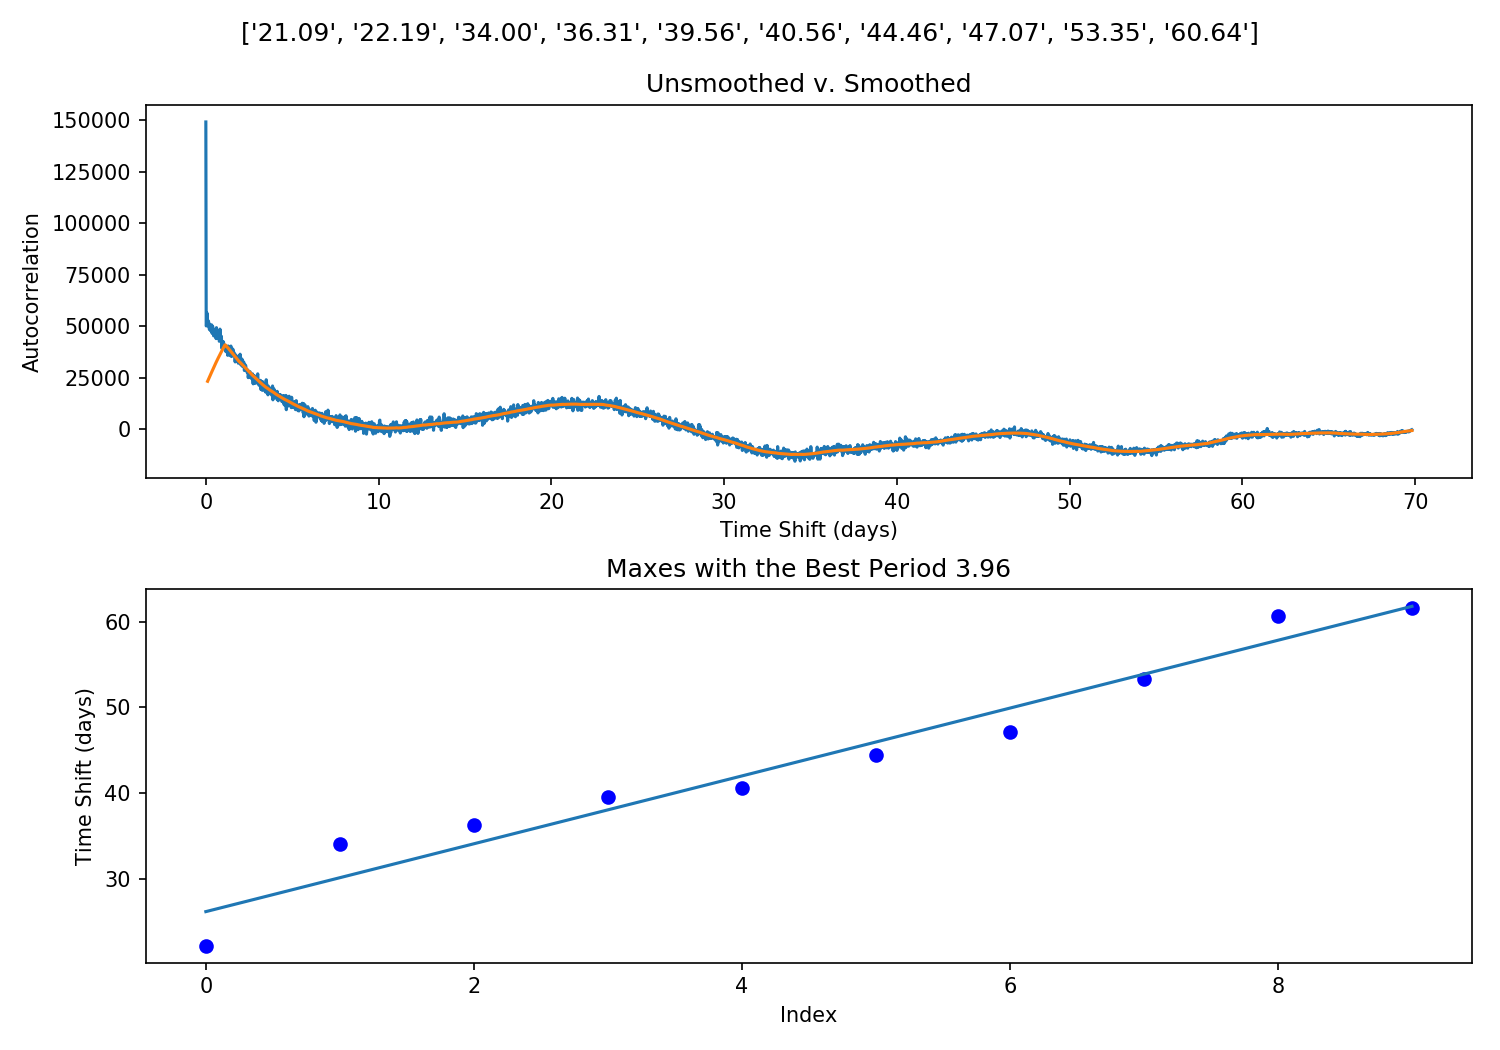 ['21.09', '22.19', '34.00', '36.31', '39.56', '40.56', '44.46', '47.07', '53.35', '60.64']
Unsmoothed v. Smoothed
150000
125000
100000
75000
50000
25000
0
Autocorrelation
0 10 20 30 40 50 60 70
Time Shift (days)
Maxes with the Best Period 3.96
60
50
40
30
Time Shift (days)
0 2 4 6 8
Index